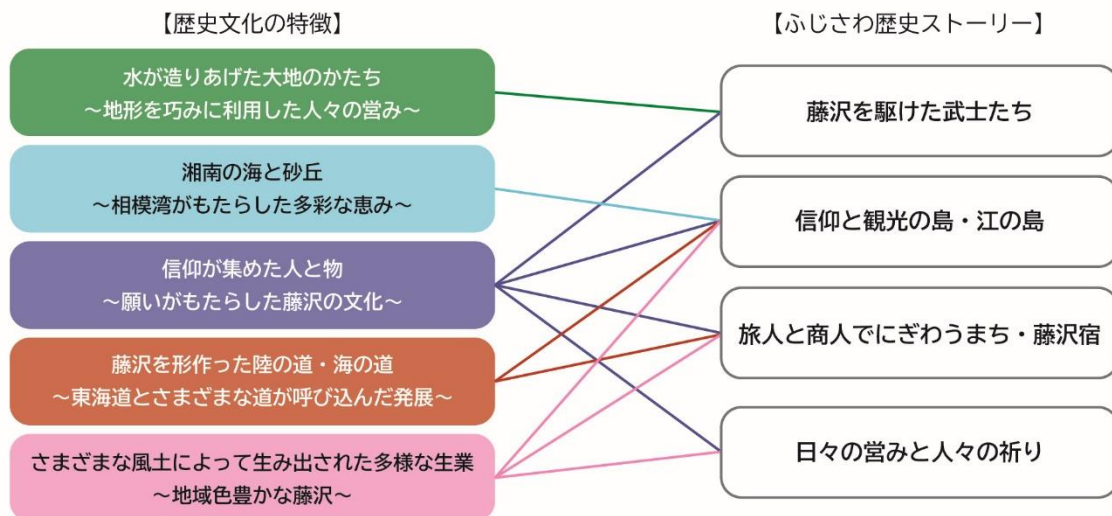 【歴史文化の特徴】
水が造りあげた大地のかたち
～地形を巧みに利用した人々の営み～
湘南の海と砂丘
～相模湾がもたらした多彩な恵み～
信仰が集めた人と物
～願いがもたらした藤沢の文化～
藤沢を形作った陸の道・海の道
～東海道とさまざまな道が呼び込んだ発展～
さまざまな風土によって生み出された多様な生業
～地域色豊かな藤沢～
【ふじさわ歴史ストーリー】
藤沢を駆けた武士たち
信仰と観光の島・江の島
旅人と商人でにぎわうまち・藤沢宿
日々の営みと人々の祈り